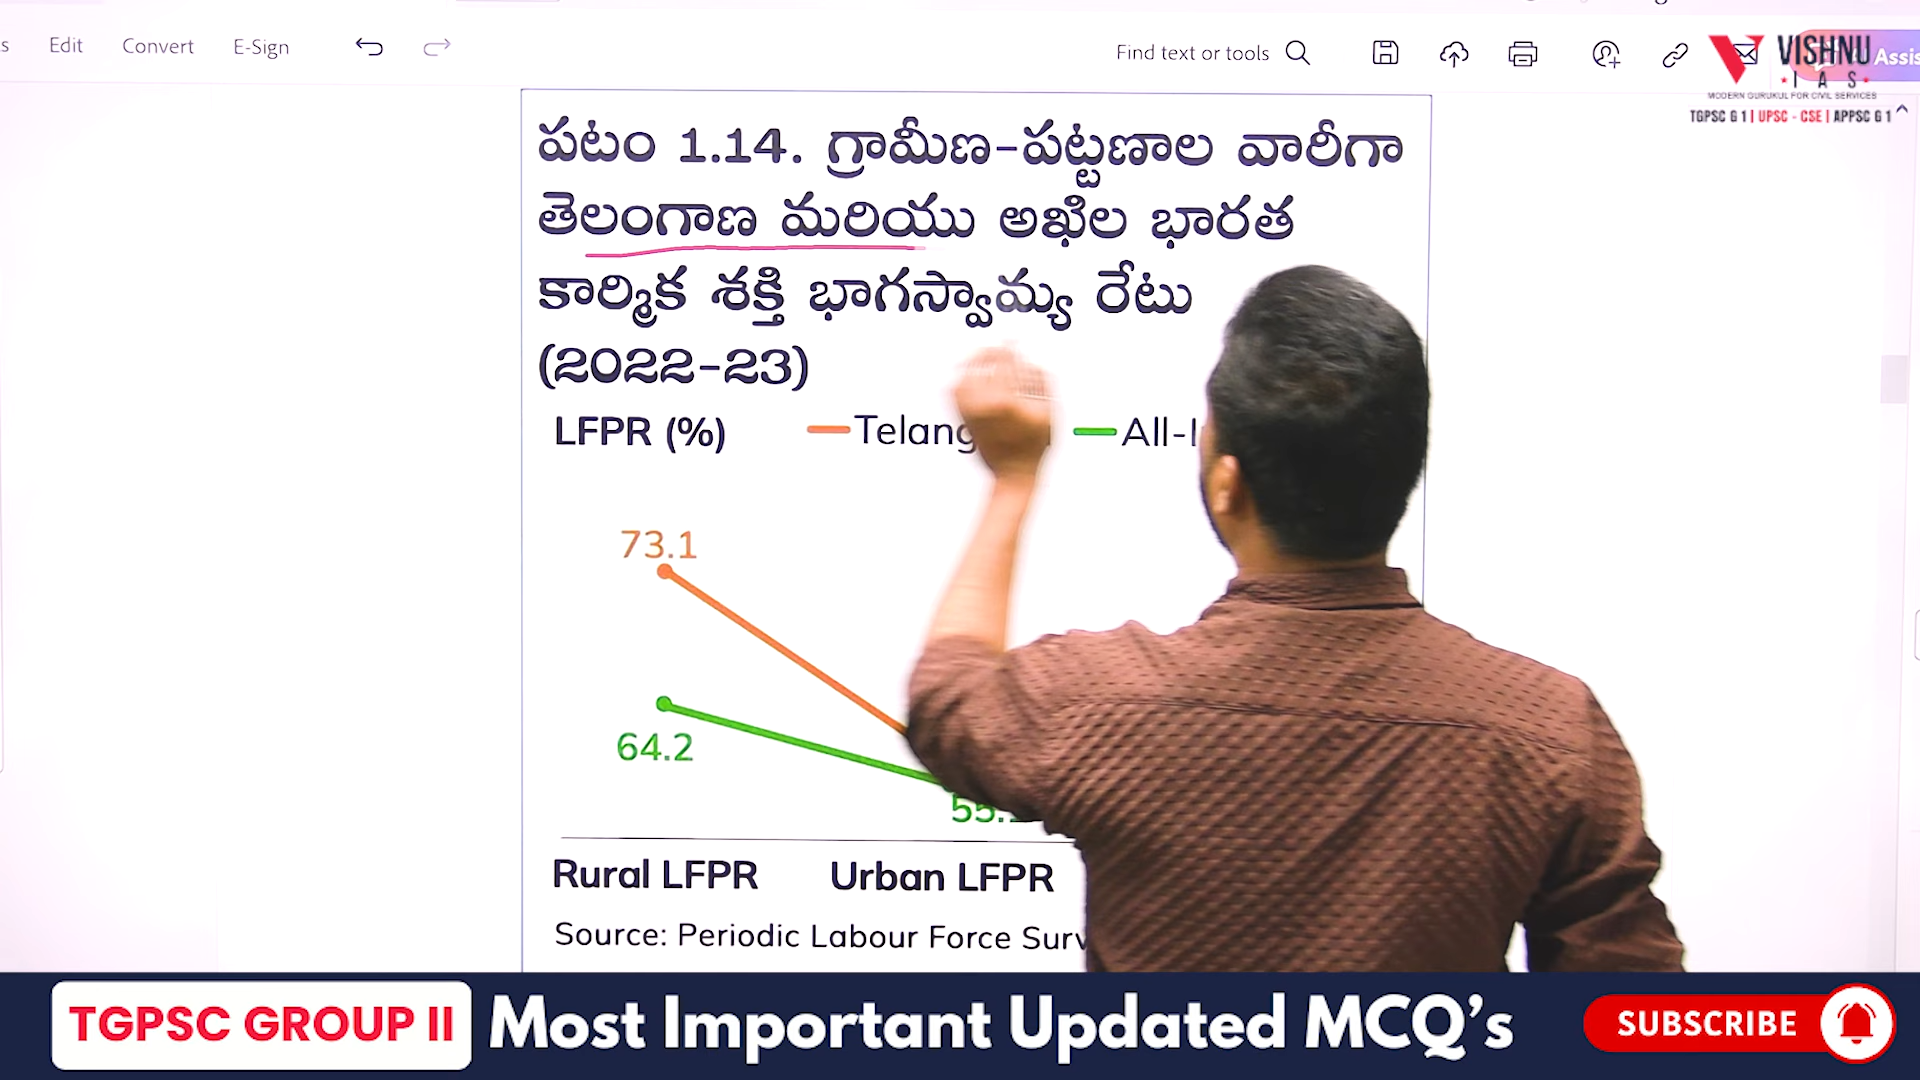 Edit Convert E-Sign
Find text or tools
VISHNU
IAS
MODERN GURUKUL FOR CIVIL SERVICES
TGPSC G 1 | UPSC - CSE | APPSC G 1
పటం 1.14. గ్రామీణ-పట్టణాల వారీగా
తెలంగాణ మరియు అఖిల భారత
కార్మిక శక్తి భాగస్వామ్య రేటు
(2022-23)
LFPR (%)
73.1
64.2
Rural LFPR Urban LFPR
Source: Periodic Labour Force
TGPSC GROUP II Most Important Updated MCQ's
SUBSCRIBE